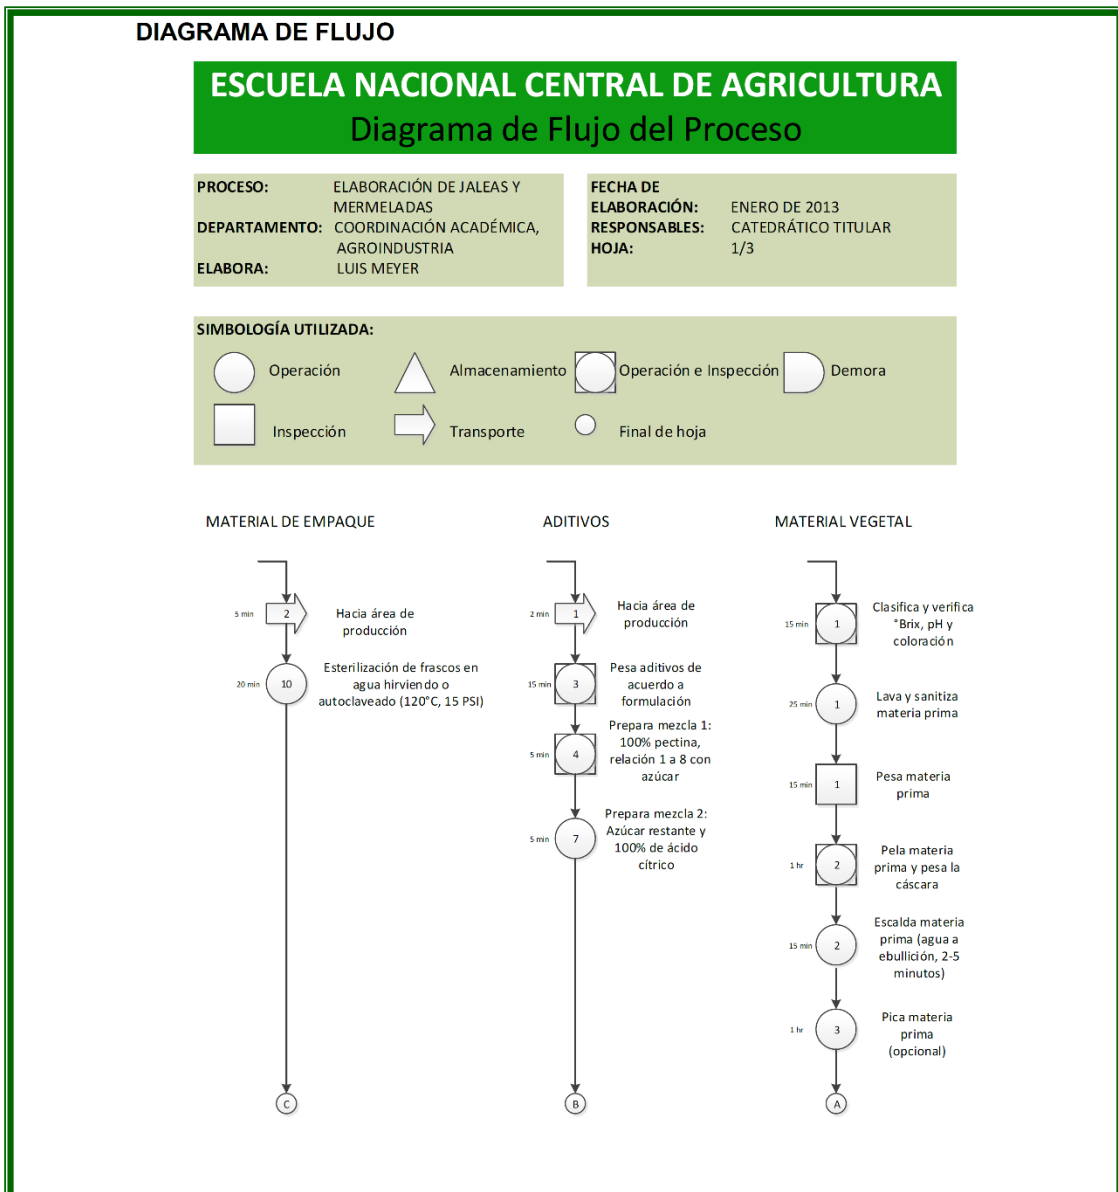 DIAGRAMA DE FLUJO
ESCUELA NACIONAL CENTRAL DE AGRICULTURA
Diagrama de Flujo del Proceso
PROCESO: ELABORACIÓN DE JALEAS Y
MERMELADAS
DEPARTAMENTO: COORDINACIÓN ACADÉMICA,
AGROINDUSTRIA
ELABORA: LUIS MEYER
FECHA DE
ELABORACIÓN: ENERO DE 2013
RESPONSABLES: CATEDRÁTICO TITULAR
HOJA: 1/3
SIMBOLOGÍA UTILIZADA:
Operación
Almacenamiento
Operación e Inspección
Demora
Inspección
Transporte
Final de hoja
MATERIAL DE EMPAQUE
5 min
2
Hacia área de
producción
20 min
10
Esterilización de frascos en
agua hirviendo o
autoclaveado (120°C, 15 PSI)
C
ADITIVOS
2 min
1
Hacia área de
producción
15 min
3
Pesa aditivos de
acuerdo a
formulación
5 min
4
Prepara mezcla 1:
100% pectina,
relación 1 a 8 con
azúcar
5 min
7
Prepara mezcla 2:
Azúcar restante y
100% de ácido
cítrico
B
MATERIAL VEGETAL
15 min
1
Clasifica y verifica
°Brix, pH y
coloración
25 min
1
Lava y sanitiza
materia prima
15 min
1
Pesa materia
prima
1 hr
2
Pela materia
prima y pesa la
cáscara
15 min
2
Escalda materia
prima (agua a
ebullición, 2-5
minutos)
1 hr
3
Pica materia
prima
(opcional)
A